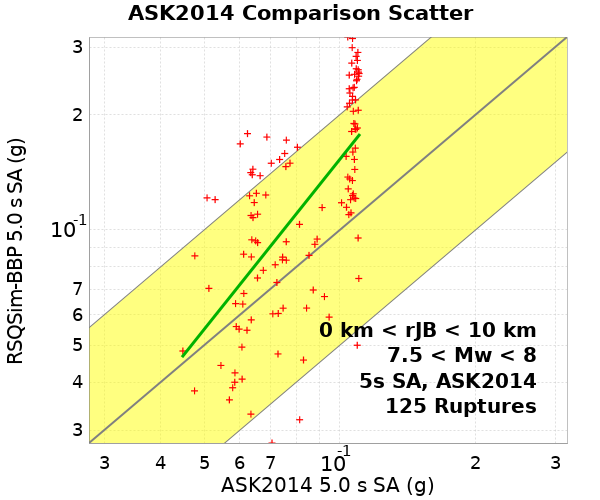 ASK2014 Comparison Scatter
RSQSim-BBP 5.0 s SA (g)
3
2
10-1
7
6
5
4
3
0 km < rJB < 10 km
7.5 < Mw < 8
5s SA, ASK2014
125 Ruptures
3 4 5 6 7 10-1 2 3
ASK2014 5.0 s SA (g)